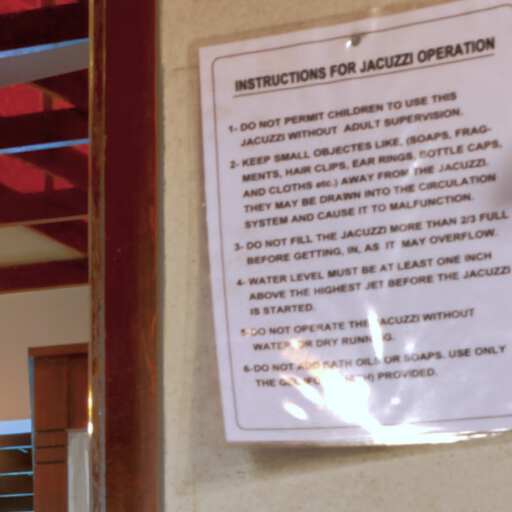 INSTRUCTIONS FOR JACUZZI OPERATION
1- DO NOT PERMIT CHILDREN TO USE THIS
JACUZZI WITHOUT ADULT SUPERVISION.
2- KEEP SMALL OBJECTES LIKE, (SOAPS, FRAG-
MENTS, HAIR CLIPS, EAR RINGS, BOTTLE CAPS,
AND CLOTHS etc.) AWAY FROM THE JACUZZI.
THEY MAY BE DRAWN INTO THE CIRCULATION
SYSTEM AND CAUSE IT TO MALFUNCTION.
3- DO NOT FILL THE JACUZZI MORE THAN 2/3 FULL
BEFORE GETTING, IN, AS IT MAY OVERFLOW.
4- WATER LEVEL MUST BE AT LEAST ONE INCH
ABOVE THE HIGHEST JET BEFORE THE JACUZZI
IS STARTED.
5-DO NOT OPERATE THE JACUZZI WITHOUT
WATER OR DRY RUNNING.
6-DO NOT ADD BATH OILS OR SOAPS. USE ONLY
THE PROVIDED.